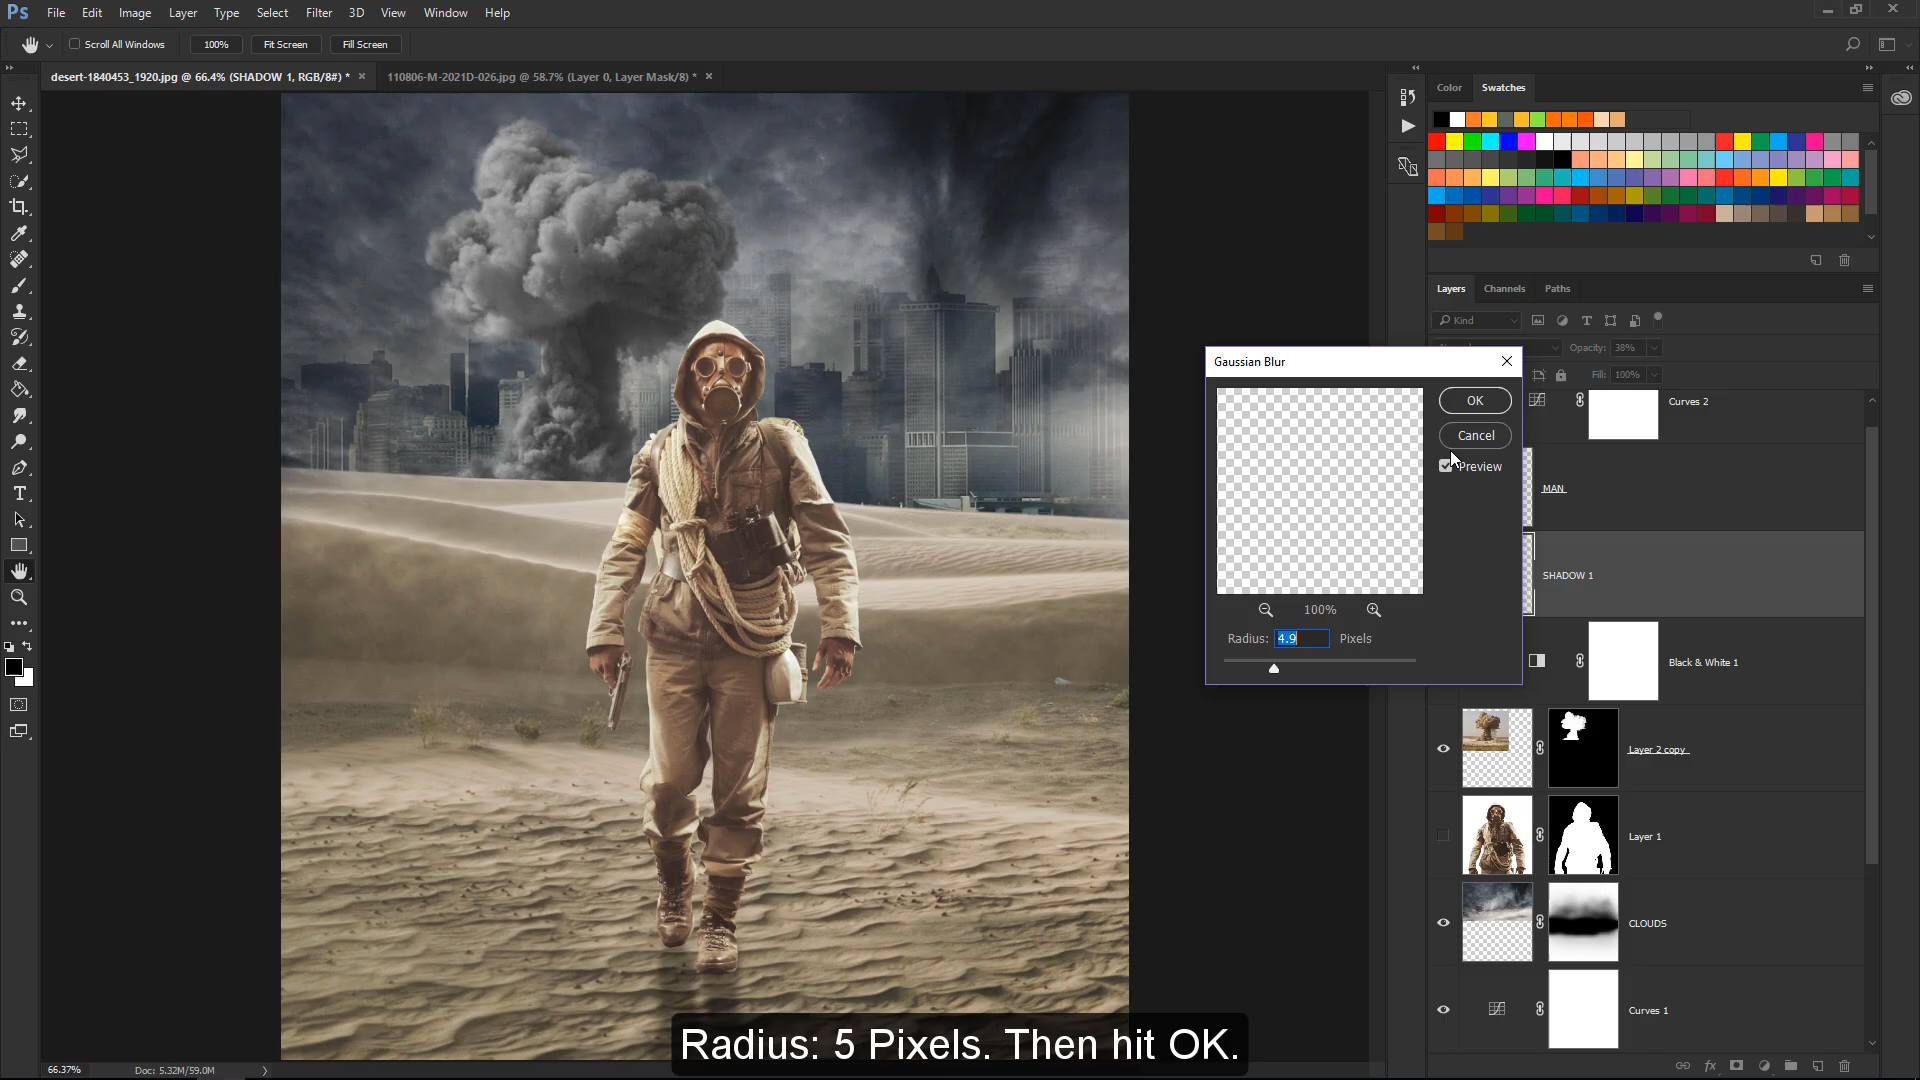 Ps File Edit Image Layer Type Select Filter 3D View Window Help
Scroll All Windows 100% Fit Screen Fill Screen
desert-1840453_1920.jpg @ 66.4% (SHADOW 1, RGB/8#) * × 110806-M-2021D-026.jpg @ 58.7% (Layer 0, Layer Mask/8) * ×
Color Swatches
Layers Channels Paths
Kind
Opacity: 38%
Fill: 100%
Gaussian Blur
OK
Cancel
Preview
100%
Radius: 4.9 Pixels
Curves 2
MAN
SHADOW 1
Black & White 1
Layer 2 copy
Layer 1
CLOUDS
Curves 1
Radius: 5 Pixels. Then hit OK.
66.37% Doc: 5.32M/59.0M